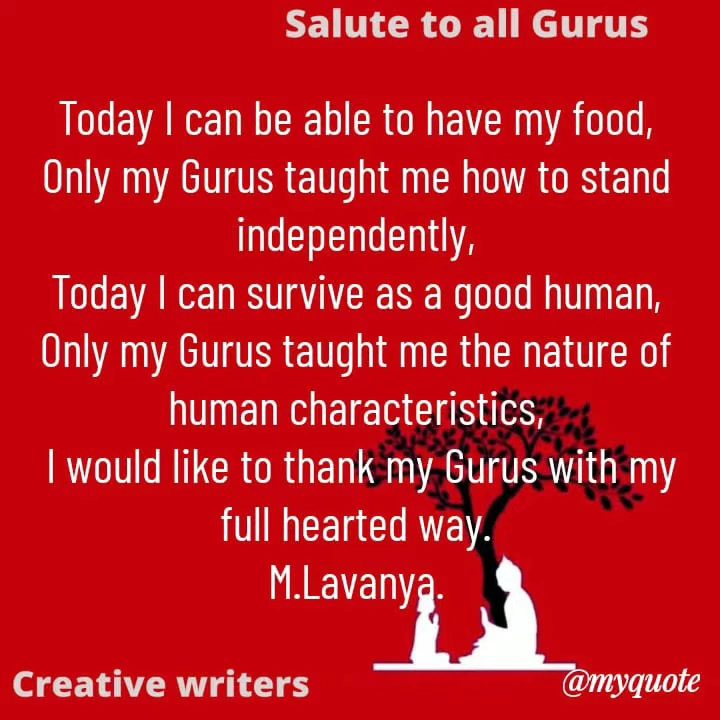 Salute to all Gurus
Today I can be able to have my food,
Only my Gurus taught me how to stand
independently,
Today I can survive as a good human,
Only my Gurus taught me the nature of
human characteristics,
I would like to thank my Gurus with my
full hearted way.
M.Lavanya.
Creative writers
@myquote